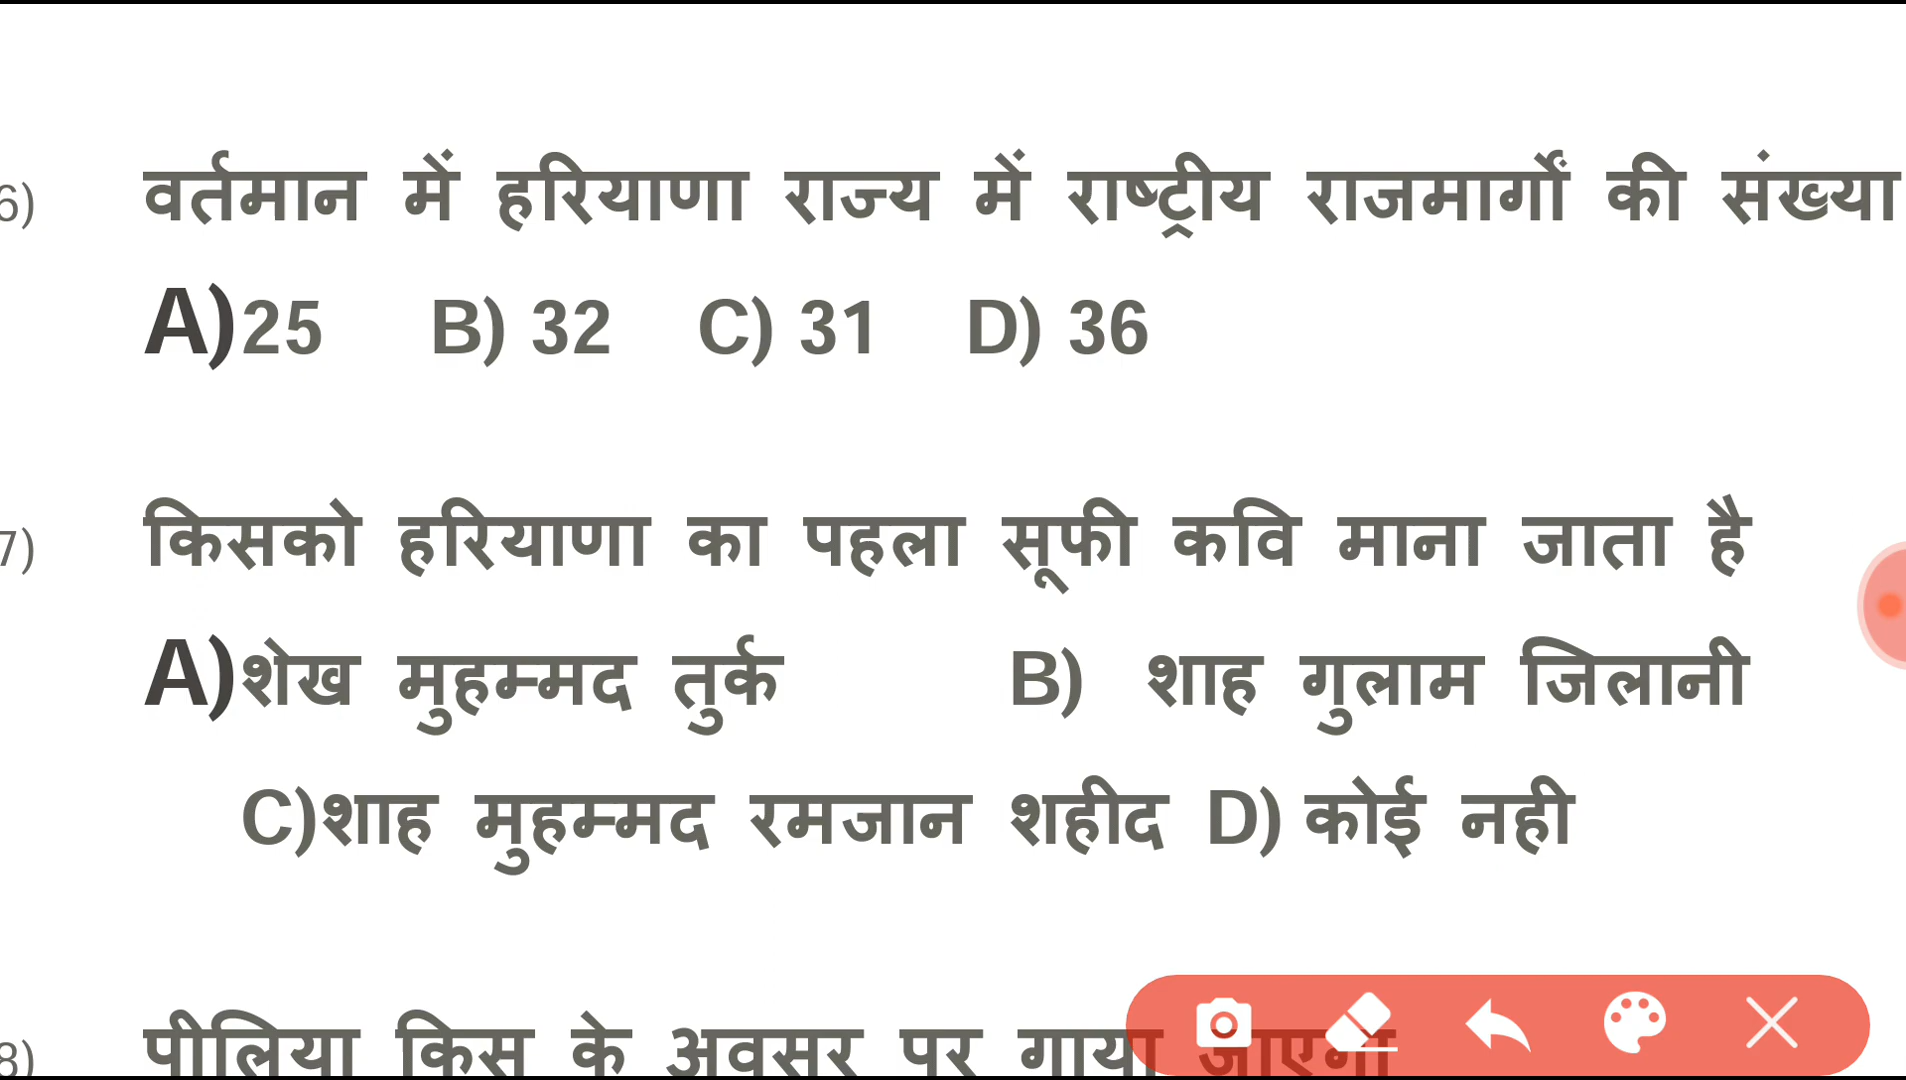 6) वर्तमान में हरियाणा राज्य में राष्ट्रीय राजमार्गों की संख्या
A)25 B) 32 C) 31 D) 36
7) किसको हरियाणा का पहला सूफी कवि माना जाता है
A)शेख मुहम्मद तुर्क B) शाह गुलाम जिलानी
C)शाह मुहम्मद रमजान शहीद D) कोई नही
8) पीलिया किस के अवसर पर गाया जाएगा